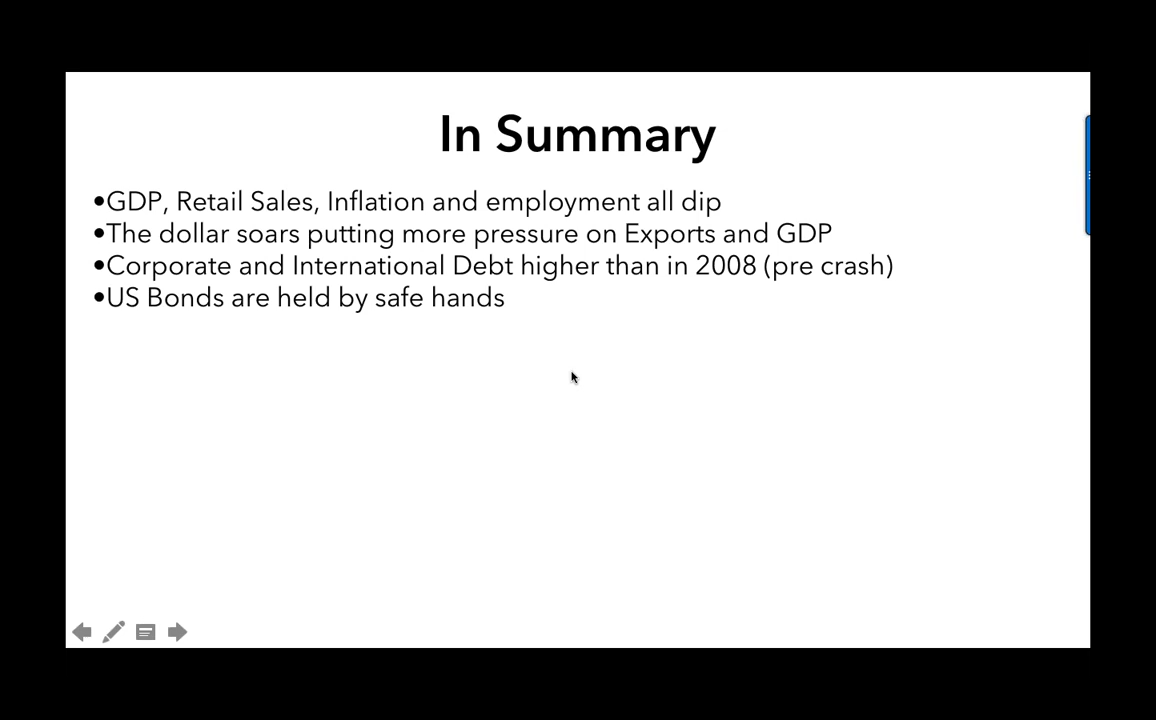 In Summary
•GDP, Retail Sales, Inflation and employment all dip
•The dollar soars putting more pressure on Exports and GDP
•Corporate and International Debt higher than in 2008 (pre crash)
•US Bonds are held by safe hands